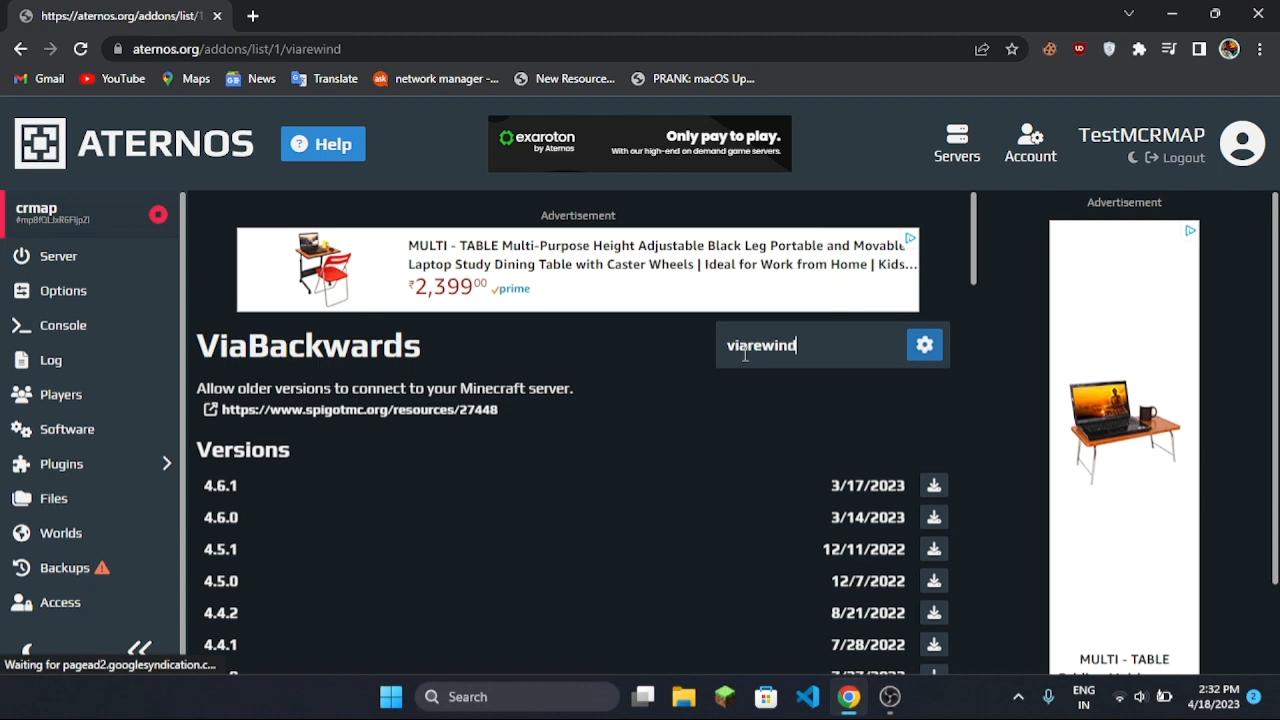 https://aternos.org/addons/list/1
aternos.org/addons/list/1/viarewind
Gmail
YouTube
Maps
News
Translate
ask
network manager -...
New Resource...
PRANK: macOS Up...
ATERNOS
? Help
exaroton
by Aternos
Only pay to play.
With our high-end on demand game servers.
Servers
Account
TestMCRMAP
Logout
crmap
Server
Options
Console
Log
Players
Software
Plugins
Files
Worlds
Backups
Access
Advertisement
MULTI - TABLE Multi-Purpose Height Adjustable Black Leg Portable and Movable
Laptop Study Dining Table with Caster Wheels | Ideal for Work from Home | Kids...
₹2,399⁰⁰ prime
ViaBackwards
viarewind
Allow older versions to connect to your Minecraft server.
https://www.spigotmc.org/resources/27448
Versions
4.6.1 3/17/2023
4.6.0 3/14/2023
4.5.1 12/11/2022
4.5.0 12/7/2022
4.4.2 8/21/2022
4.4.1 7/28/2022
Advertisement
MULTI - TABLE
Waiting for pagead2.googlesyndication.c...
Search
ENG
IN
2:32 PM
4/18/2023
2